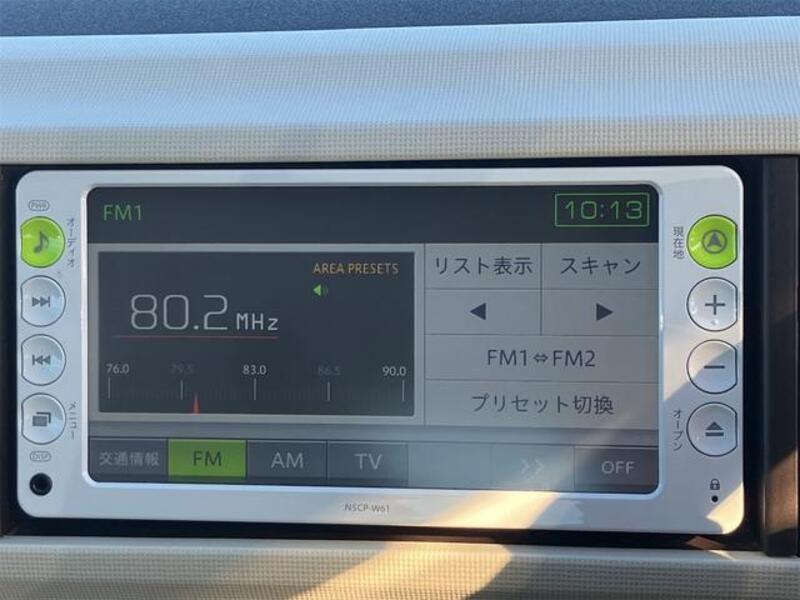 PWR
オーディオ
メニュー
DISP
FM1
10:13
AREA PRESETS
80.2MHz
76.0 79.5 83.0 86.5 90.0
リスト表示 スキャン
◀ ▶
FM1⇔FM2
プリセット切換
交通情報 FM AM TV >> OFF
現在地
オープン
NSCP-W61